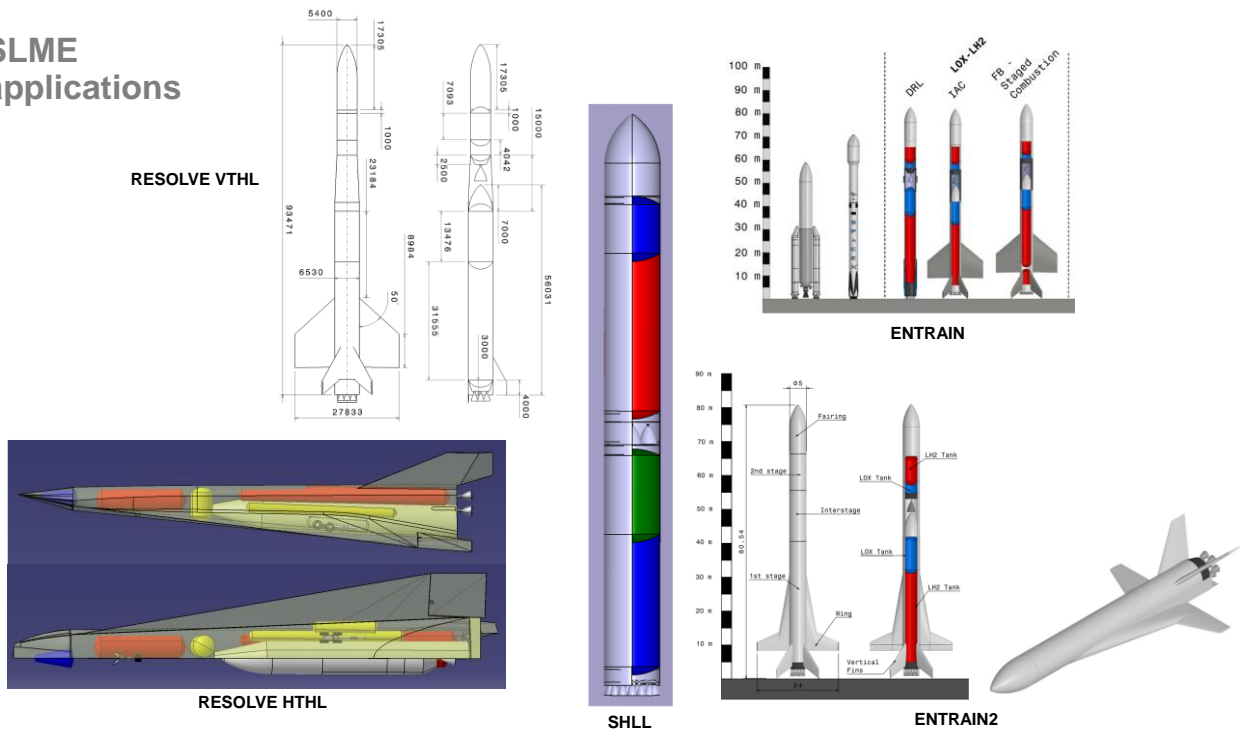 SLME
applications
RESOLVE VTHL
5400
17305
1000
23184
93471
6530
8984
50°
27833
17305
7093
1000
15000
4042
2500
7000
13476
56031
31555
3000
4000
RESOLVE HTHL
SHLL
LOX-LH2
DRL
IAC
FB -
Staged
Combustion
100 m
90 m
80 m
70 m
60 m
50 m
40 m
30 m
20 m
10 m
SPACEX
ENTRAIN
90 m
80 m
70 m
60 m
50 m
40 m
30 m
20 m
10 m
Ø5
80.54
Fairing
2nd stage
Interstage
1st stage
Wing
Vertical
Fins
24
LH2 Tank
LOX Tank
LOX Tank
LH2 Tank
ENTRAIN2